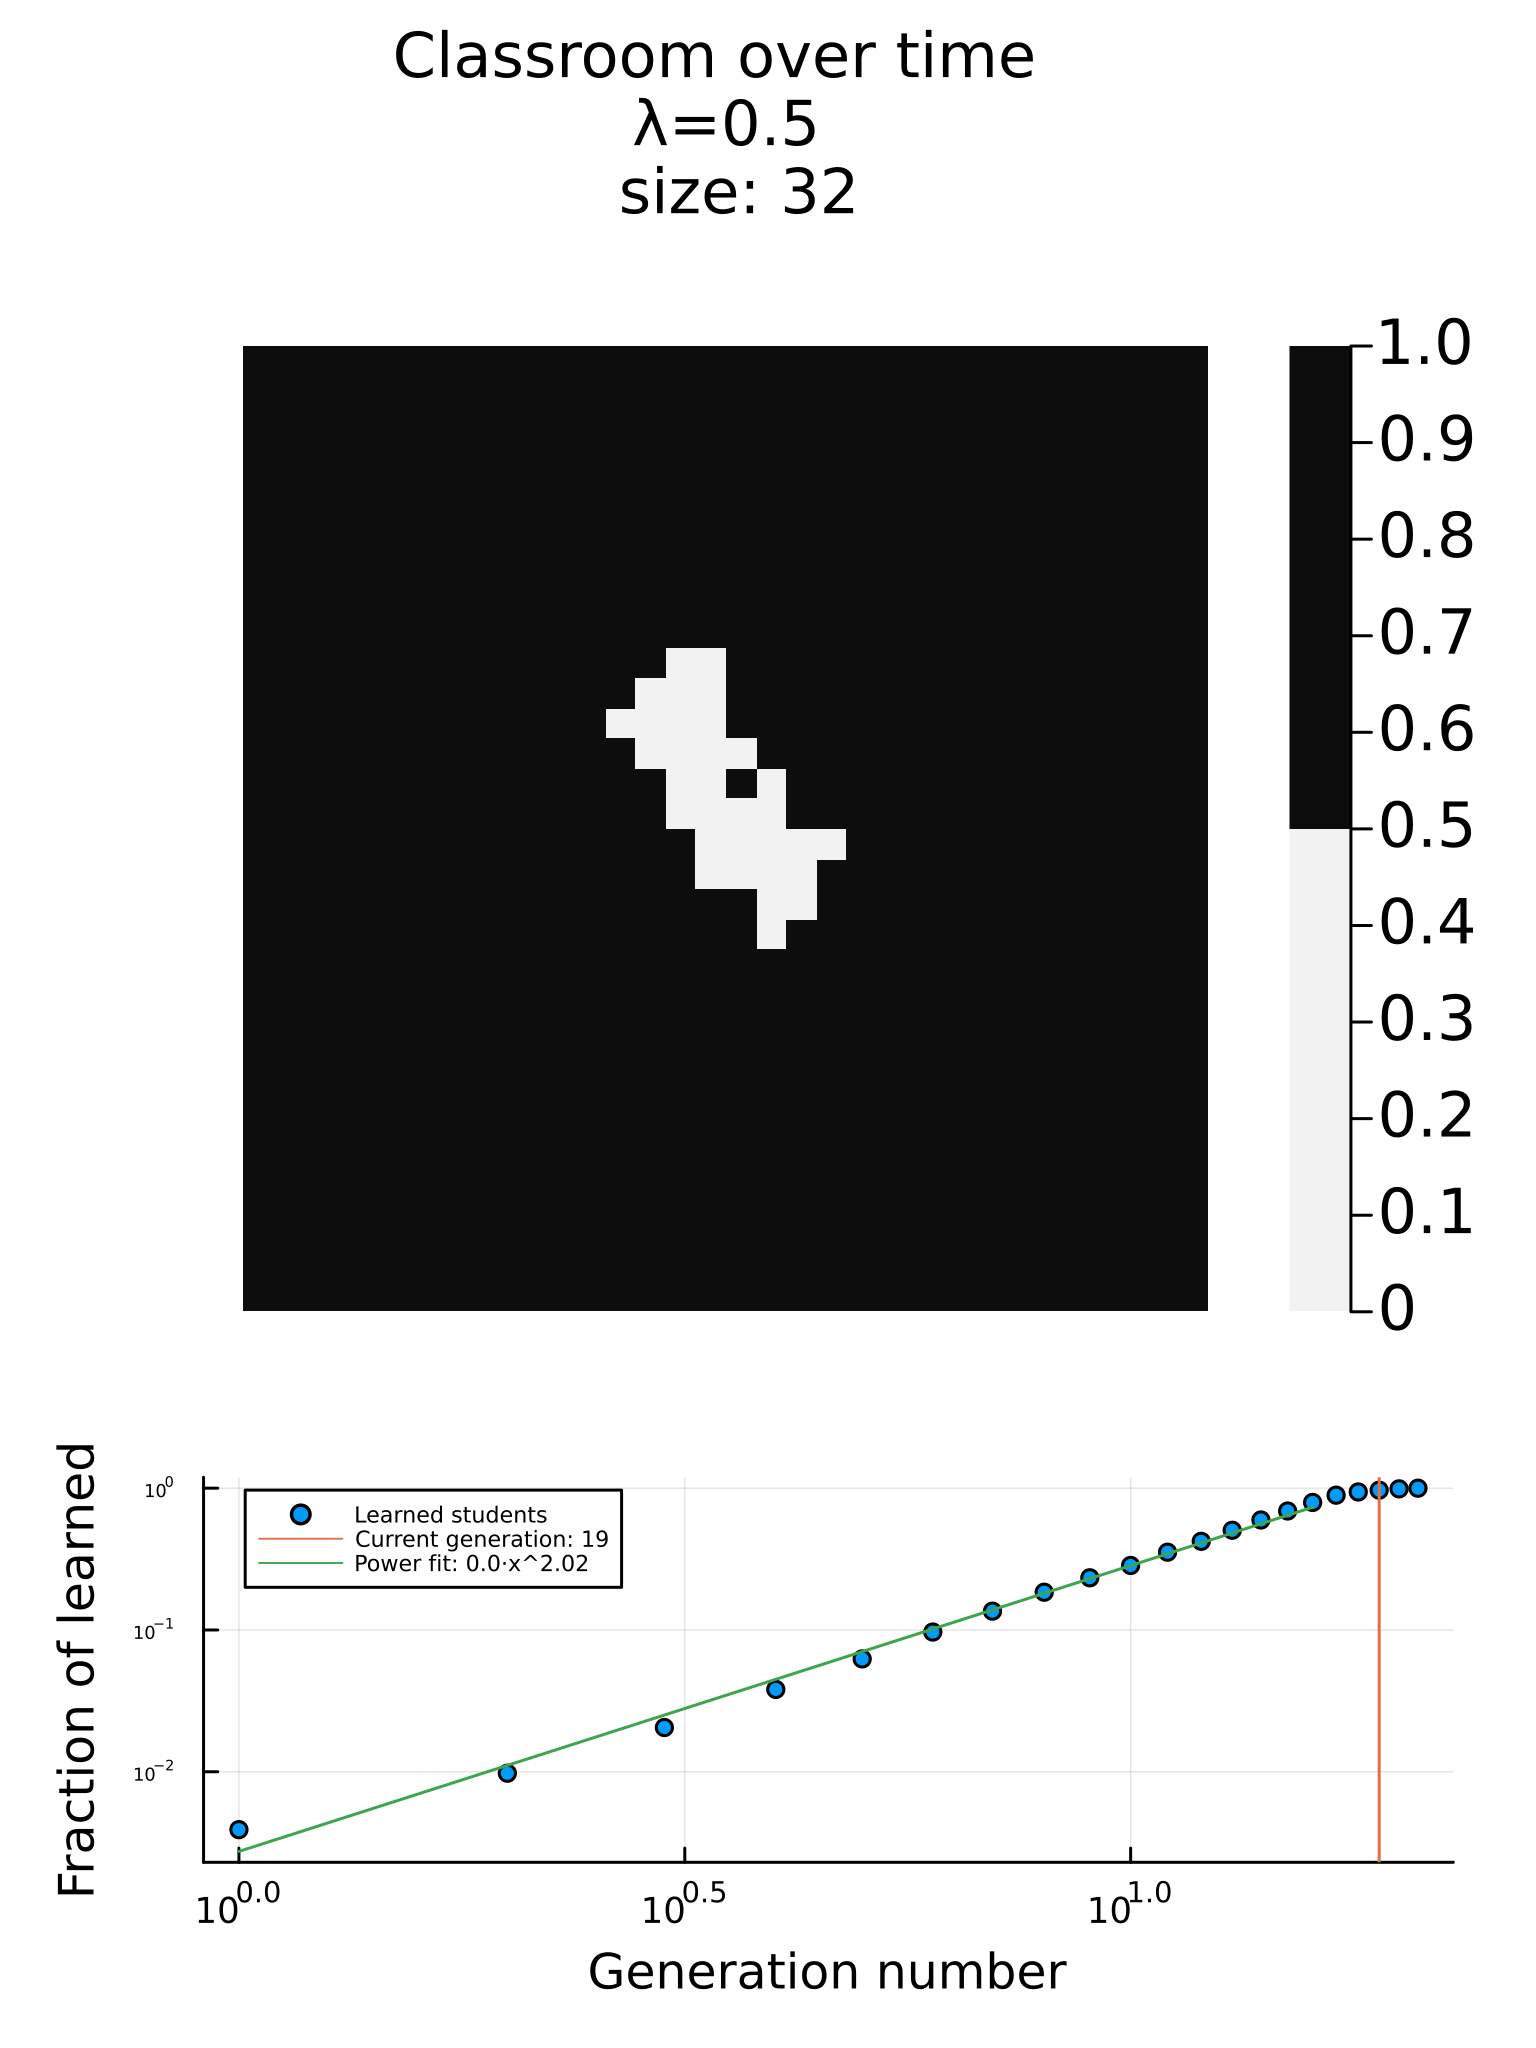 Classroom over time
λ=0.5
size: 32
1.0
0.9
0.8
0.7
0.6
0.5
0.4
0.3
0.2
0.1
0
Fraction of learned
10^0
10^−1
10^−2
Learned students
Current generation: 19
Power fit: 0.0·x^2.02
10^0.0 10^0.5 10^1.0
Generation number